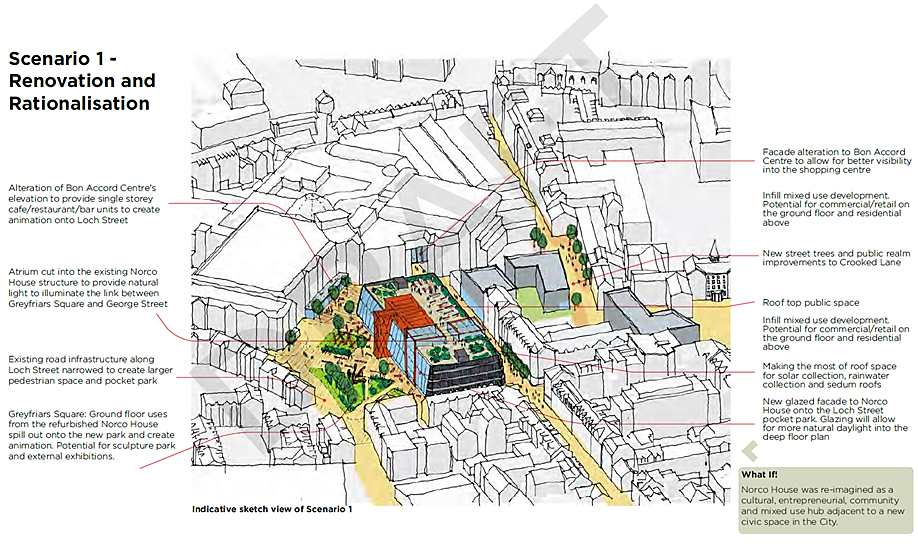 Scenario 1 -
Renovation and
Rationalisation
Alteration of Bon Accord Centre's
elevation to provide single storey
cafe/restaurant/bar units to create
animation onto Loch Street
Atrium cut into the existing Norco
House structure to provide natural
light to illuminate the link between
Greyfriars Square and George Street
Existing road infrastructure along
Loch Street narrowed to create larger
pedestrian space and pocket park
Greyfriars Square: Ground floor uses
from the refurbished Norco House
spill out onto the new park and create
animation. Potential for sculpture park
and external exhibitions.
DRAFT
Indicative sketch view of Scenario 1
Facade alteration to Bon Accord
Centre to allow for better visibility
into the shopping centre
Infill mixed use development.
Potential for commercial/retail on
the ground floor and residential
above
New street trees and public realm
improvements to Crooked Lane
Roof top public space
Infill mixed use development.
Potential for commercial/retail on
the ground floor and residential
above
Making the most of roof space
for solar collection, rainwater
collection and sedum roofs
New glazed facade to Norco
House onto the Loch Street
pocket park. Glazing will allow
for more natural daylight into the
deep floor plan
What If!
Norco House was re-imagined as a
cultural, entrepreneurial, community
and mixed use hub adjacent to a new
civic space in the City.